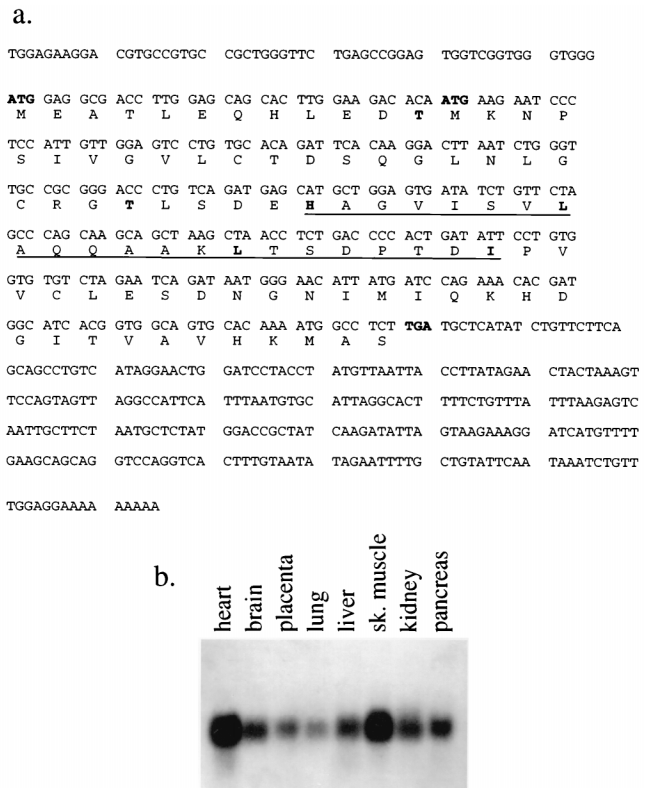 a.
TGGAGAAGGA CGTGCCGTGC CGCTGGGTTC TGAGCCGGAG TGGTCGGTGG GTGGG
ATG GAG GCG ACC TTG GAG CAG CAC TTG GAA GAC ACA ATG AAG AAT CCC
M E A T L E Q H L E D T M K N P
TCC ATT GTT GGA GTC CTG TGC ACA GAT TCA CAA GGA CTT AAT CTG GGT
S I V G V L C T D S Q G L N L G
TGC CGC GGG ACC CTG TCA GAT GAG CAT GCT GGA GTG ATA TCT GTT CTA
C R G T L S D E H A G V I S V L
GCC CAG CAA GCA GCT AAG CTA ACC TCT GAC CCC ACT GAT ATT CCT GTG
A Q Q A A K L T S D P T D I P V
GTG TGT CTA GAA TCA GAT AAT GGG AAC ATT ATG ATC CAG AAA CAC GAT
V C L E S D N G N I M I Q K H D
GGC ATC ACG GTG GCA GTG CAC AAA ATG GCC TCT TGA TGCTCATAT CTGTTCTTCA
G I T V A V H K M A S
GCAGCCTGTC ATAGGAACTG GATCCTACCT ATGTTAATTA CCTTATAGAA CTACTAAAGT
TCCAGTAGTT AGGCCATTCA TTTAATGTGC ATTAGGCACT TTTCTGTTTA TTTAAGAGTC
AATTGCTTCT AATGCTCTAT GGACCGCTAT CAAGATATTA GTAAGAAAGG ATCATGTTTT
GAAGCAGCAG GTCCAGGTCA CTTTGTAATA TAGAATTTTG CTGTATTCAA TAAATCTGTT
TGGAGGAAAA AAAAA
b.
heart brain placenta lung liver sk. muscle kidney pancreas